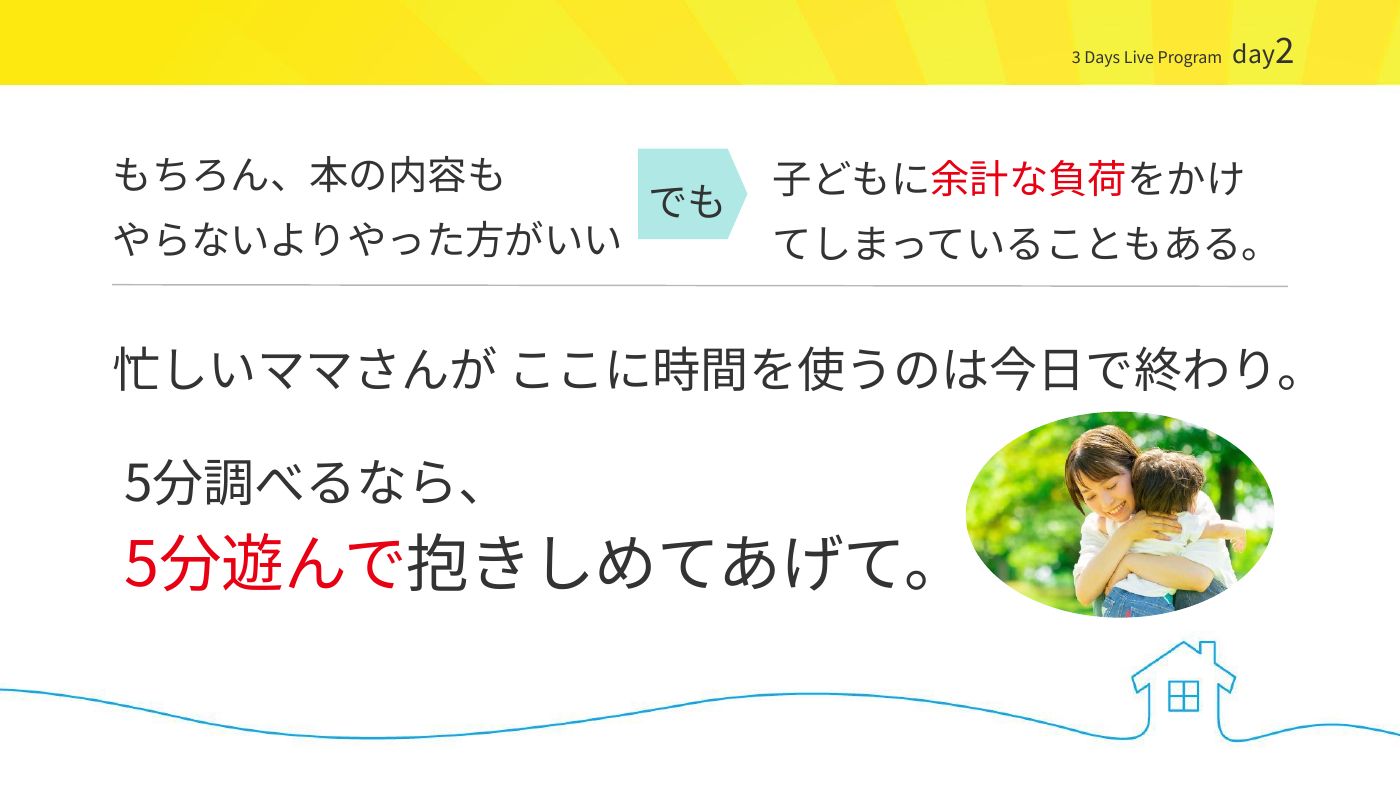 3 Days Live Program day2
もちろん、本の内容も
やらないよりやった方がいい
でも
子どもに余計な負荷をかけ
てしまっていることもある。
忙しいママさんが ここに時間を使うのは今日で終わり。
5分調べるなら、
5分遊んで抱きしめてあげて。